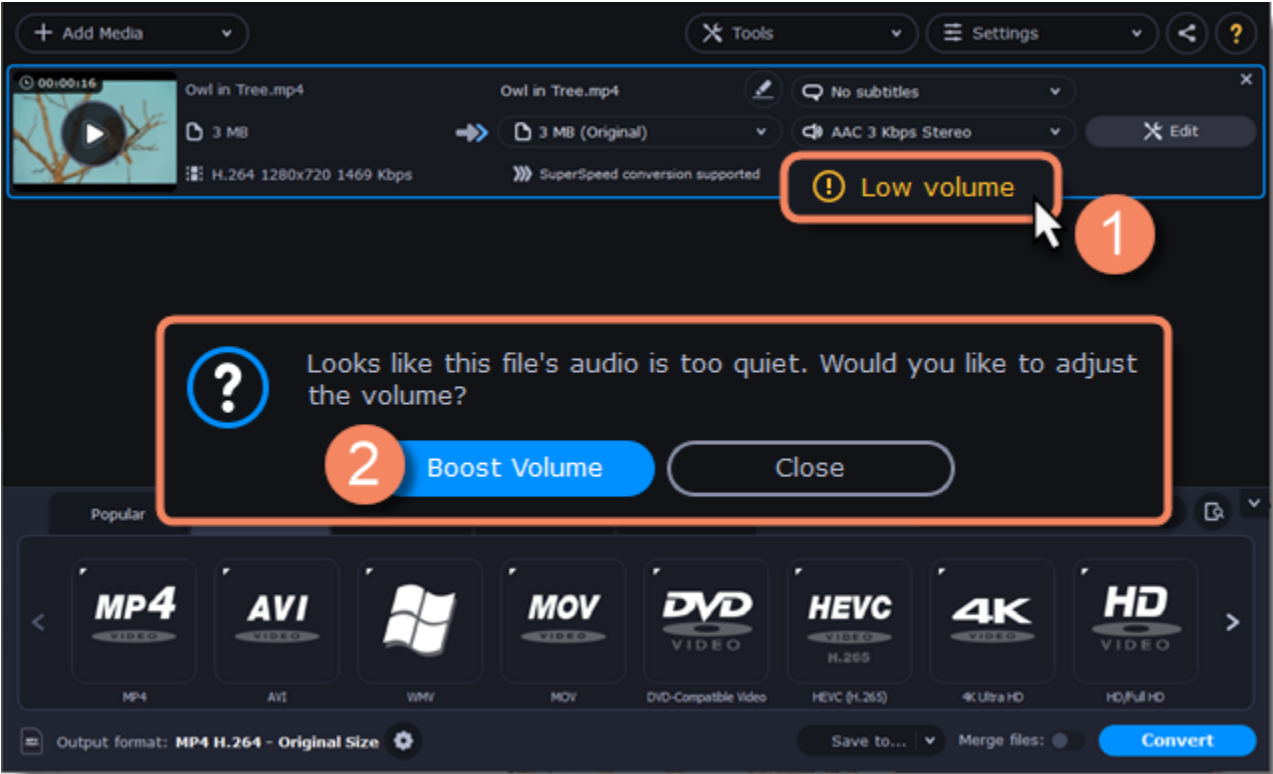 Add Media
Tools
Settings
?
00:00:16
Owl in Tree.mp4
Owl in Tree.mp4
No subtitles
3 MB
3 MB (Original)
AAC 3 Kbps Stereo
Edit
H.264 1280x720 1469 Kbps
SuperSpeed conversion supported
Low volume
1
Looks like this file's audio is too quiet. Would you like to adjust
the volume?
2
Boost Volume
Close
Popular
MP4
VIDEO
AVI
VIDEO
MOV
VIDEO
DVD
VIDEO
HEVC
VIDEO
H.265
4K
VIDEO
HD
VIDEO
MP4
AVI
WMV
MOV
DVD-Compatible Video
HEVC (H.265)
4K Ultra HD
HD/Full HD
Output format: MP4 H.264 - Original Size
Save to...
Merge files:
Convert